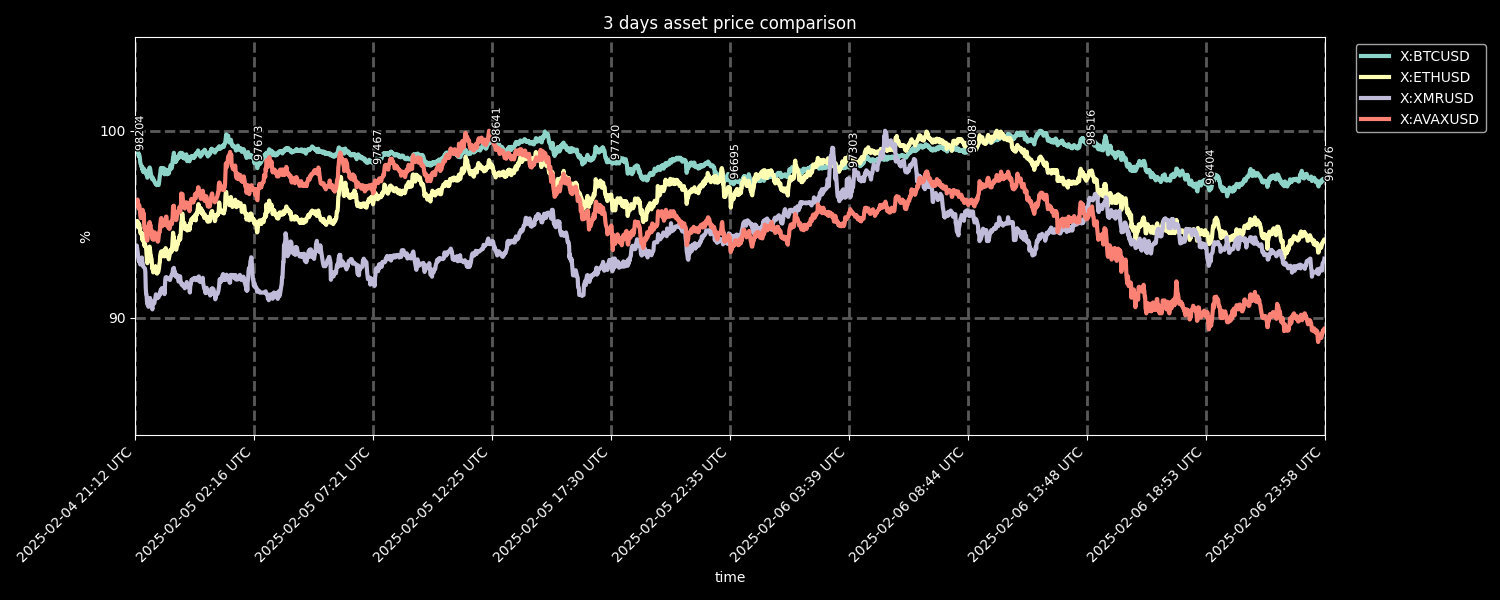 3 days asset price comparison
X:BTCUSD
X:ETHUSD
X:XMRUSD
X:AVAXUSD
100
90
%
98204
97673
97467
98641
97720
96695
97303
98087
98516
96404
96576
2025-02-04 21:12 UTC
2025-02-05 02:16 UTC
2025-02-05 07:21 UTC
2025-02-05 12:25 UTC
2025-02-05 17:30 UTC
2025-02-05 22:35 UTC
2025-02-06 03:39 UTC
2025-02-06 08:44 UTC
2025-02-06 13:48 UTC
2025-02-06 18:53 UTC
2025-02-06 23:58 UTC
time